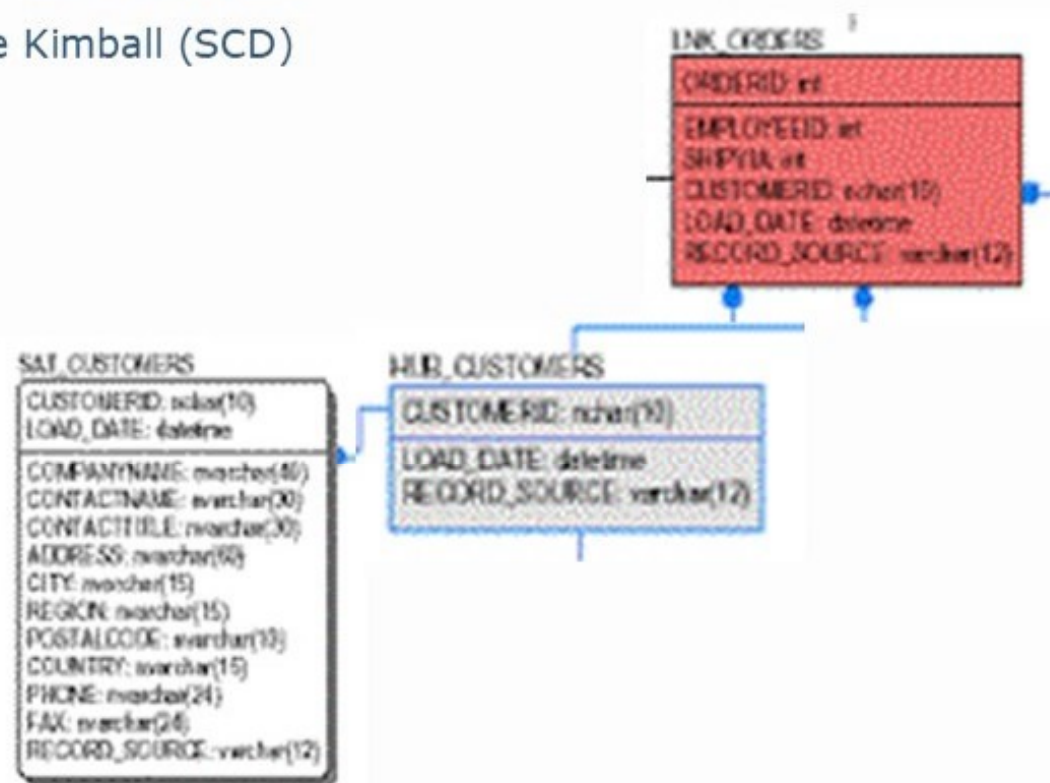 e Kimball (SCD)
LNK_ORDERS
ORDERID: int
EMPLOYEEID: int
SHIPVIA: int
CUSTOMERID: nchar(10)
LOAD_DATE: datetime
RECORD_SOURCE: varchar(12)
SAT_CUSTOMERS
CUSTOMERID: nchar(10)
LOAD_DATE: datetime
COMPANYNAME: nvarchar(40)
CONTACTNAME: nvarchar(30)
CONTACTTITLE: nvarchar(30)
ADDRESS: nvarchar(60)
CITY: nvarchar(15)
REGION: nvarchar(15)
POSTALCODE: nvarchar(10)
COUNTRY: nvarchar(15)
PHONE: nvarchar(24)
FAX: nvarchar(24)
RECORD_SOURCE: varchar(12)
HUB_CUSTOMERS
CUSTOMERID: nchar(10)
LOAD_DATE: datetime
RECORD_SOURCE: varchar(12)